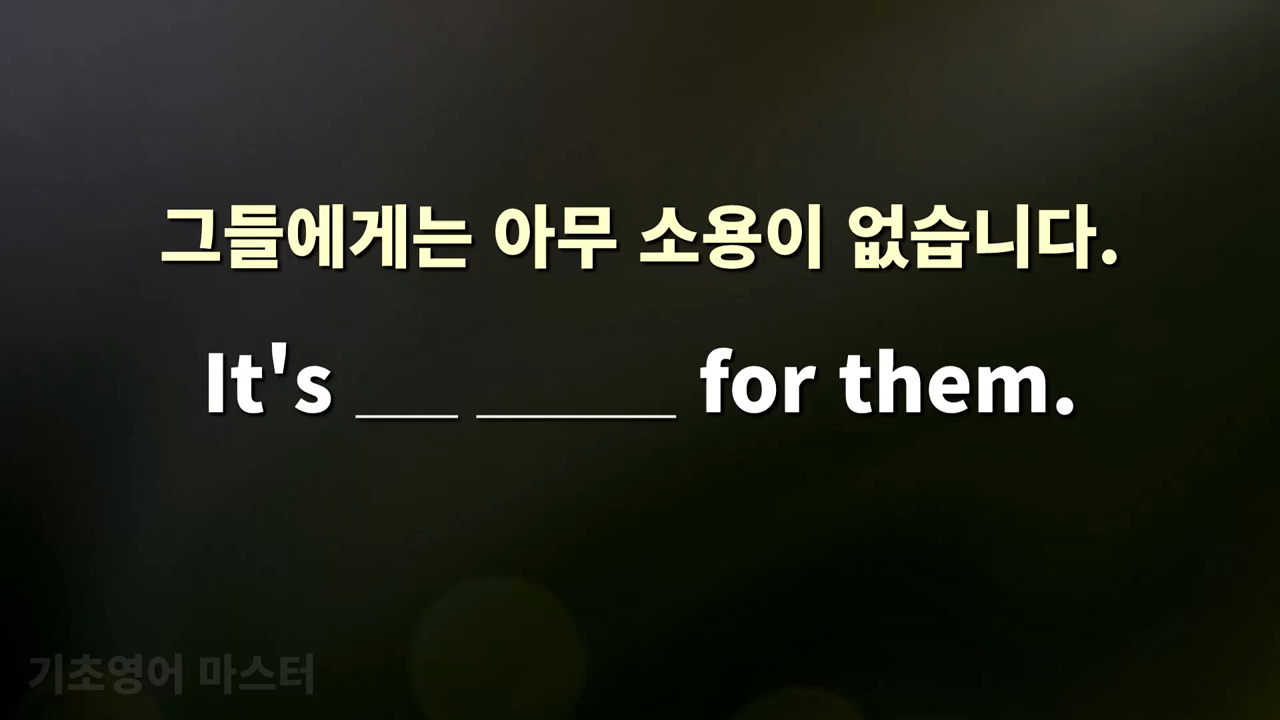 그들에게는 아무 소용이 없습니다.
It's __ ____ for them.
기초영어 마스터